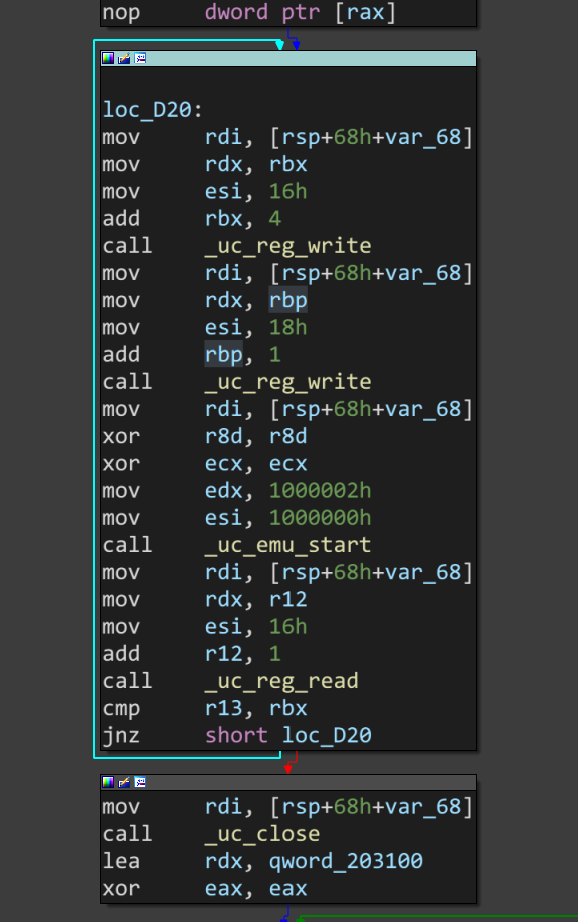 nop dword ptr [rax]
loc_D20:
mov rdi, [rsp+68h+var_68]
mov rdx, rbx
mov esi, 16h
add rbx, 4
call _uc_reg_write
mov rdi, [rsp+68h+var_68]
mov rdx, rbp
mov esi, 18h
add rbp, 1
call _uc_reg_write
mov rdi, [rsp+68h+var_68]
xor r8d, r8d
xor ecx, ecx
mov edx, 1000002h
mov esi, 1000000h
call _uc_emu_start
mov rdi, [rsp+68h+var_68]
mov rdx, r12
mov esi, 16h
add r12, 1
call _uc_reg_read
cmp r13, rbx
jnz short loc_D20
mov rdi, [rsp+68h+var_68]
call _uc_close
lea rdx, qword_203100
xor eax, eax